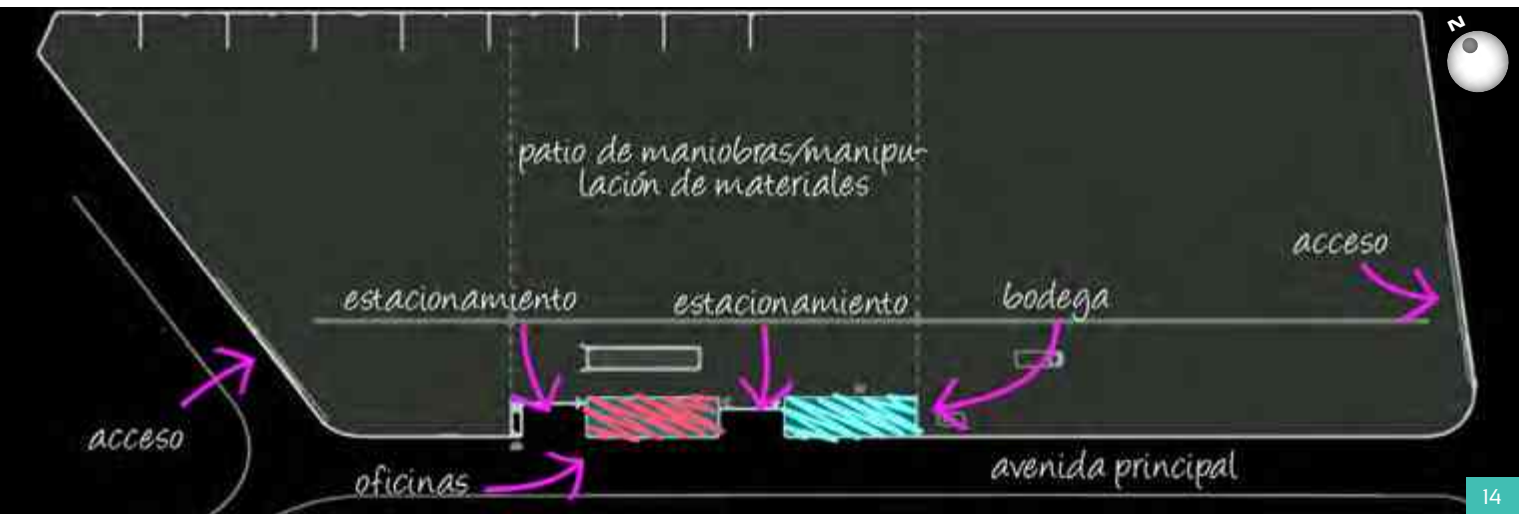 N
patio de maniobras/manipu-
lación de materiales
acceso
estacionamiento
estacionamiento
bodega
acceso
oficinas
avenida principal
14